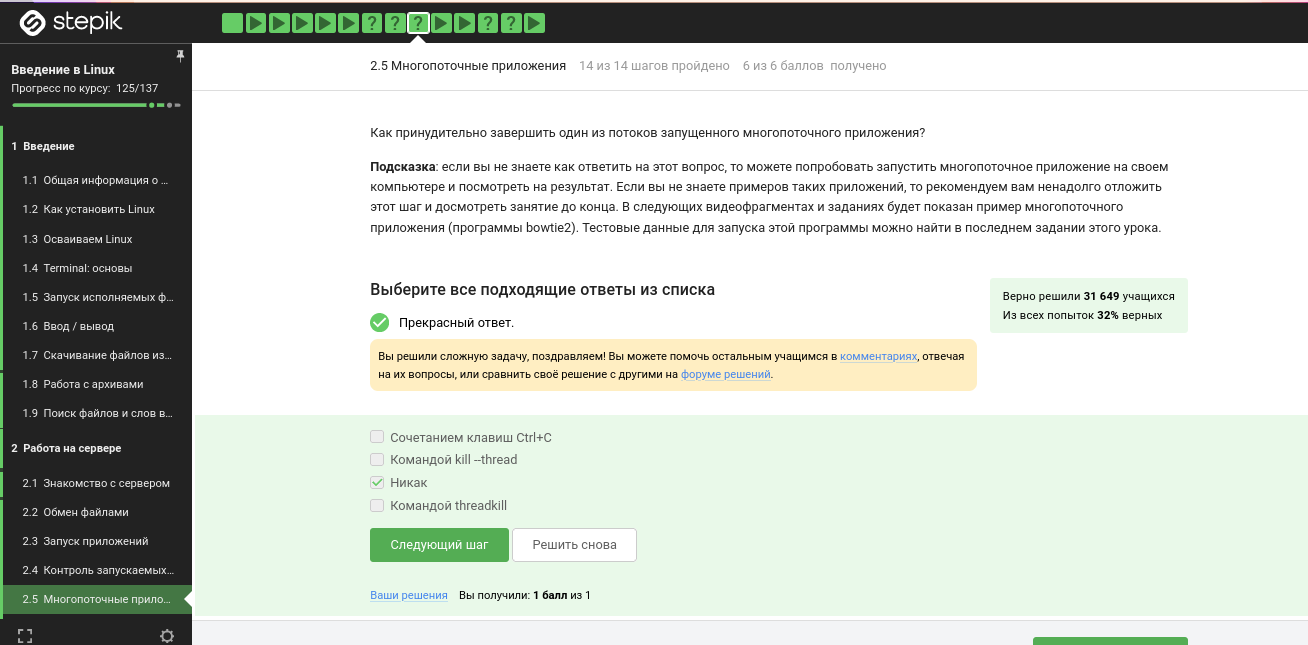 stepik
? ? ? ? ?
Введение в Linux
Прогресс по курсу: 125/137
1 Введение
1.1 Общая информация о ...
1.2 Как установить Linux
1.3 Осваиваем Linux
1.4 Terminal: основы
1.5 Запуск исполняемых ф...
1.6 Ввод / вывод
1.7 Скачивание файлов из...
1.8 Работа с архивами
1.9 Поиск файлов и слов в...
2 Работа на сервере
2.1 Знакомство с сервером
2.2 Обмен файлами
2.3 Запуск приложений
2.4 Контроль запускаемых...
2.5 Многопоточные прило...
2.5 Многопоточные приложения 14 из 14 шагов пройдено 6 из 6 баллов получено
Как принудительно завершить один из потоков запущенного многопоточного приложения?
Подсказка: если вы не знаете как ответить на этот вопрос, то можете попробовать запустить многопоточное приложение на своем
компьютере и посмотреть на результат. Если вы не знаете примеров таких приложений, то рекомендуем вам ненадолго отложить
этот шаг и досмотреть занятие до конца. В следующих видеофрагментах и заданиях будет показан пример многопоточного
приложения (программы bowtie2). Тестовые данные для запуска этой программы можно найти в последнем задании этого урока.
Выберите все подходящие ответы из списка
Верно решили 31 649 учащихся
Из всех попыток 32% верных
Прекрасный ответ.
Вы решили сложную задачу, поздравляем! Вы можете помочь остальным учащимся в комментариях, отвечая
на их вопросы, или сравнить своё решение с другими на форуме решений.
Сочетанием клавиш Ctrl+C
Командой kill --thread
Никак
Командой threadkill
Следующий шаг Решить снова
Ваши решения Вы получили: 1 балл из 1